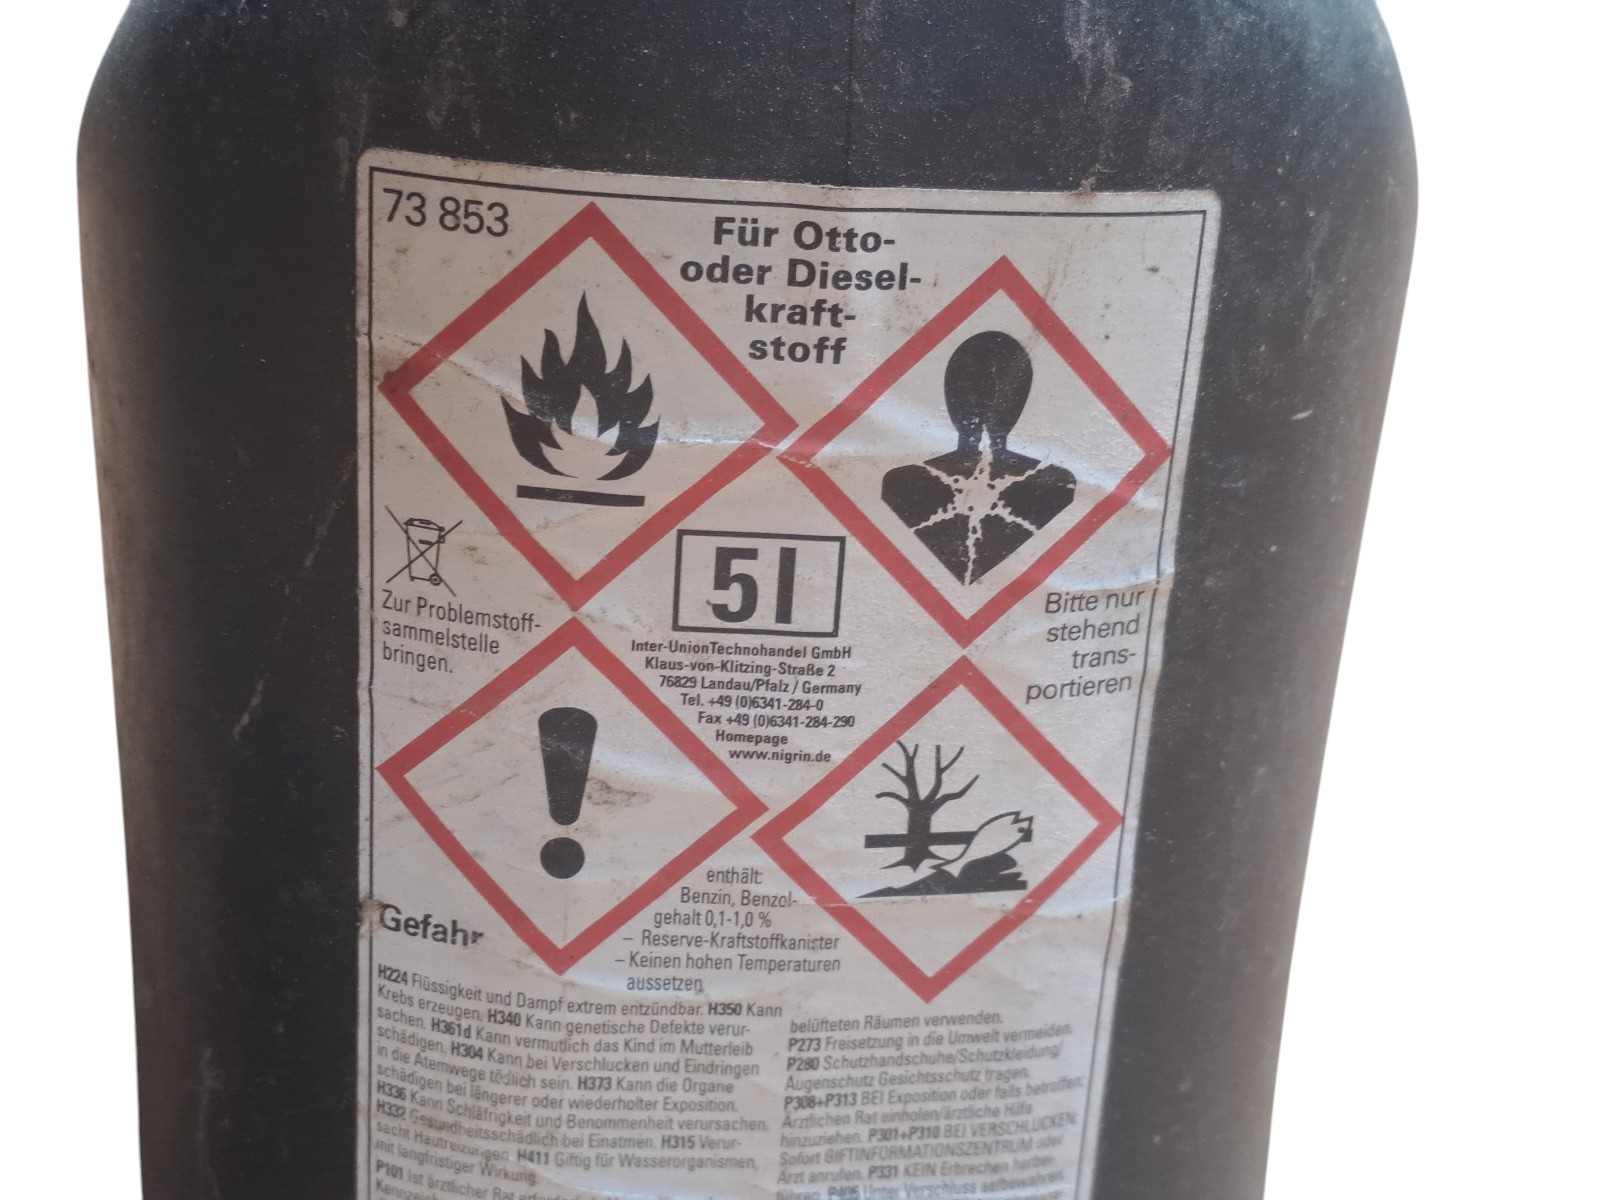 73 853
Für Otto-
oder Diesel-
kraft-
stoff
5 l
Zur Problemstoff-
sammelstelle
bringen.
Inter-Union Technohandel GmbH
Klaus-von-Klitzing-Straße 2
76829 Landau/Pfalz / Germany
Tel. +49 (0)6341-284-0
Fax +49 (0)6341-284-290
Homepage
www.nigrin.de
Bitte nur
stehend
trans-
portieren
enthält:
Benzin, Benzol-
gehalt 0,1-1,0 %
– Reserve-Kraftstoffkanister
– Keinen hohen Temperaturen
aussetzen
Gefahr
H224 Flüssigkeit und Dampf extrem entzündbar. H350 Kann
Krebs erzeugen. H340 Kann genetische Defekte verur-
sachen. H361d Kann vermutlich das Kind im Mutterleib
schädigen. H304 Kann bei Verschlucken und Eindringen
in die Atemwege tödlich sein. H373 Kann die Organe
schädigen bei längerer oder wiederholter Exposition.
H336 Kann Schläfrigkeit und Benommenheit verursachen.
H332 Gesundheitsschädlich bei Einatmen. H315 Verur-
sacht Hautreizungen. H411 Giftig für Wasserorganismen,
mit langfristiger Wirkung.
P101 Ist ärztlicher Rat
belüfteten Räumen verwenden.
P273 Freisetzung in die Umwelt vermeiden.
P280 Schutzhandschuhe/Schutzkleidung/
Augenschutz Gesichtsschutz tragen.
P308+P313 BEI Exposition oder falls betroffen:
Ärztlichen Rat einholen/ärztliche Hilfe
hinzuziehen. P301+P310 BEI VERSCHLUCKEN:
Sofort GIFTINFORMATIONSZENTRUM oder
Arzt anrufen. P331 KEIN Erbrechen herbei-
führen. P405 Unter Verschluss aufbewahren.